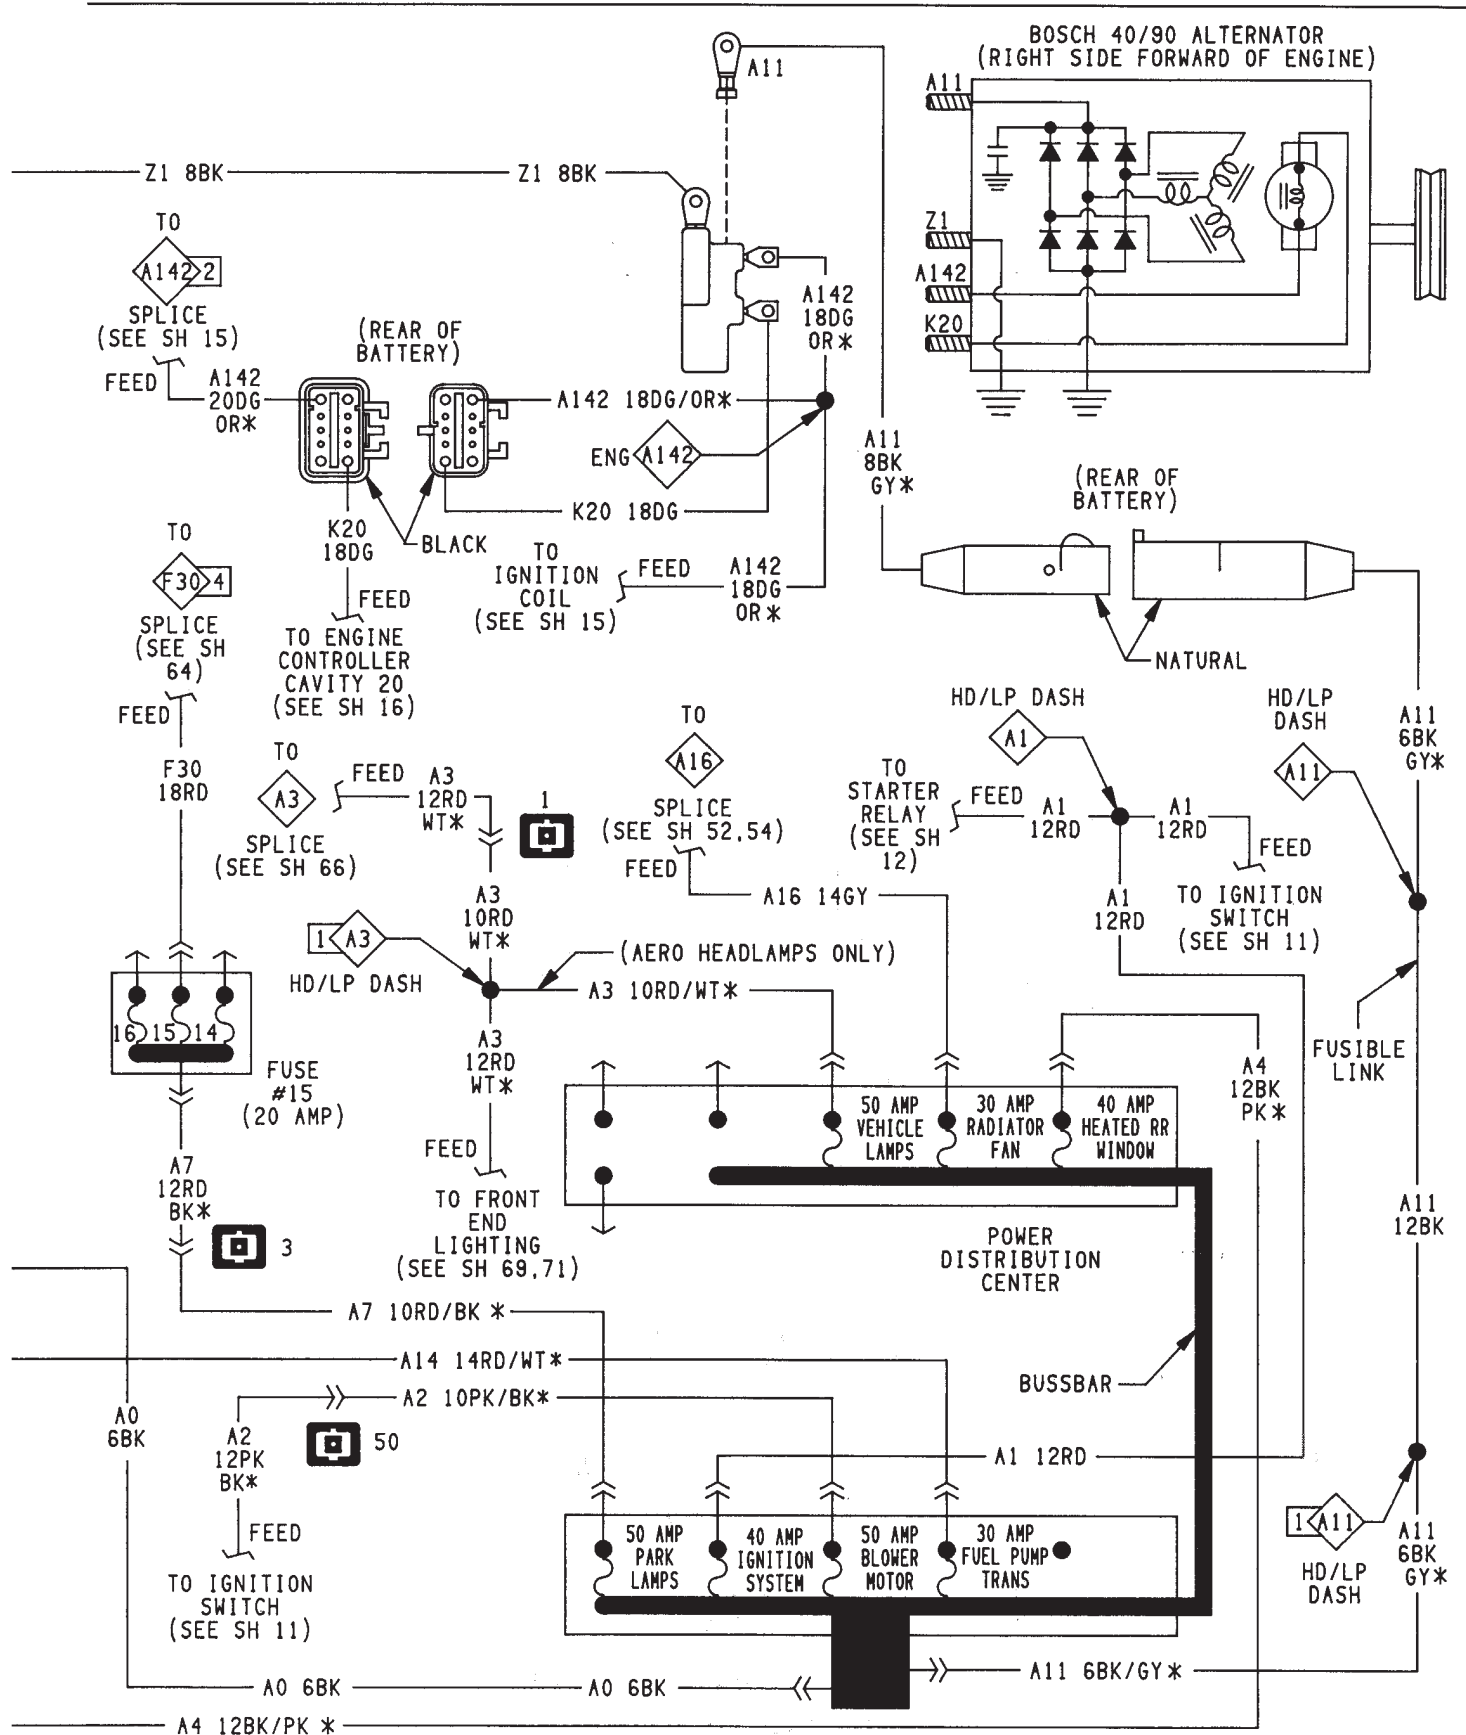 BOSCH 40/90 ALTERNATOR
(RIGHT SIDE FORWARD OF ENGINE)
A11
A11
Z1 8BK
Z1 8BK
Z1
A142
K20
TO
A142 2
SPLICE
(SEE SH 15)
FEED
A142
20DG
OR*
(REAR OF
BATTERY)
A142
18DG
OR*
A142 18DG/OR*
ENG A142
A11
8BK
GY*
K20 18DG
K20
18DG
BLACK
(REAR OF
BATTERY)
NATURAL
TO
IGNITION
COIL
(SEE SH 15)
FEED
A142
18DG
OR*
FEED
TO ENGINE
CONTROLLER
CAVITY 20
(SEE SH 16)
TO
F30 4
SPLICE
(SEE SH
64)
FEED
F30
18RD
TO
A3
SPLICE
(SEE SH 66)
FEED
A3
12RD
WT*
1
A3
10RD
WT*
TO
A16
SPLICE
(SEE SH 52,54)
FEED
A16 14GY
HD/LP DASH
A1
TO
STARTER
RELAY
(SEE SH
12)
FEED
A1
12RD
A1
12RD
FEED
TO IGNITION
SWITCH
(SEE SH 11)
A1
12RD
HD/LP
DASH
A11
A11
6BK
GY*
1 A3
HD/LP DASH
(AERO HEADLAMPS ONLY)
A3 10RD/WT*
A3
12RD
WT*
FEED
TO FRONT
END
LIGHTING
(SEE SH 69,71)
16 15 14
FUSE
#15
(20 AMP)
A7
12RD
BK*
3
FUSIBLE
LINK
A4
12BK
PK*
50 AMP
VEHICLE
LAMPS
30 AMP
RADIATOR
FAN
40 AMP
HEATED RR
WINDOW
POWER
DISTRIBUTION
CENTER
A11
12BK
A7 10RD/BK *
A14 14RD/WT*
A2 10PK/BK*
BUSSBAR
A0
6BK
A2
12PK
BK*
50
A1 12RD
FEED
TO IGNITION
SWITCH
(SEE SH 11)
50 AMP
PARK
LAMPS
40 AMP
IGNITION
SYSTEM
50 AMP
BLOWER
MOTOR
30 AMP
FUEL PUMP
TRANS
1 A11
HD/LP
DASH
A11
6BK
GY*
A11 6BK/GY*
A0 6BK
A0 6BK
A4 12BK/PK *